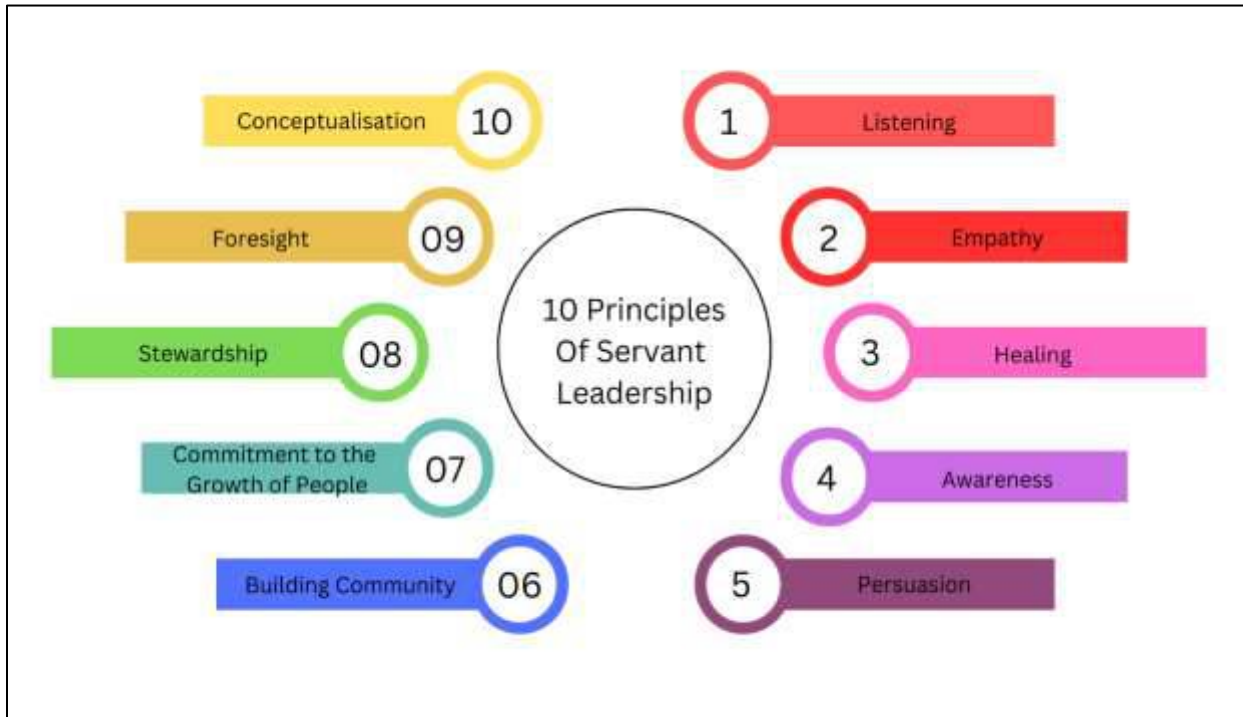 10 Principles
Of Servant
Leadership
1
Listening
2
Empathy
3
Healing
4
Awareness
5
Persuasion
06
Building Community
07
Commitment to the
Growth of People
08
Stewardship
09
Foresight
10
Conceptualisation